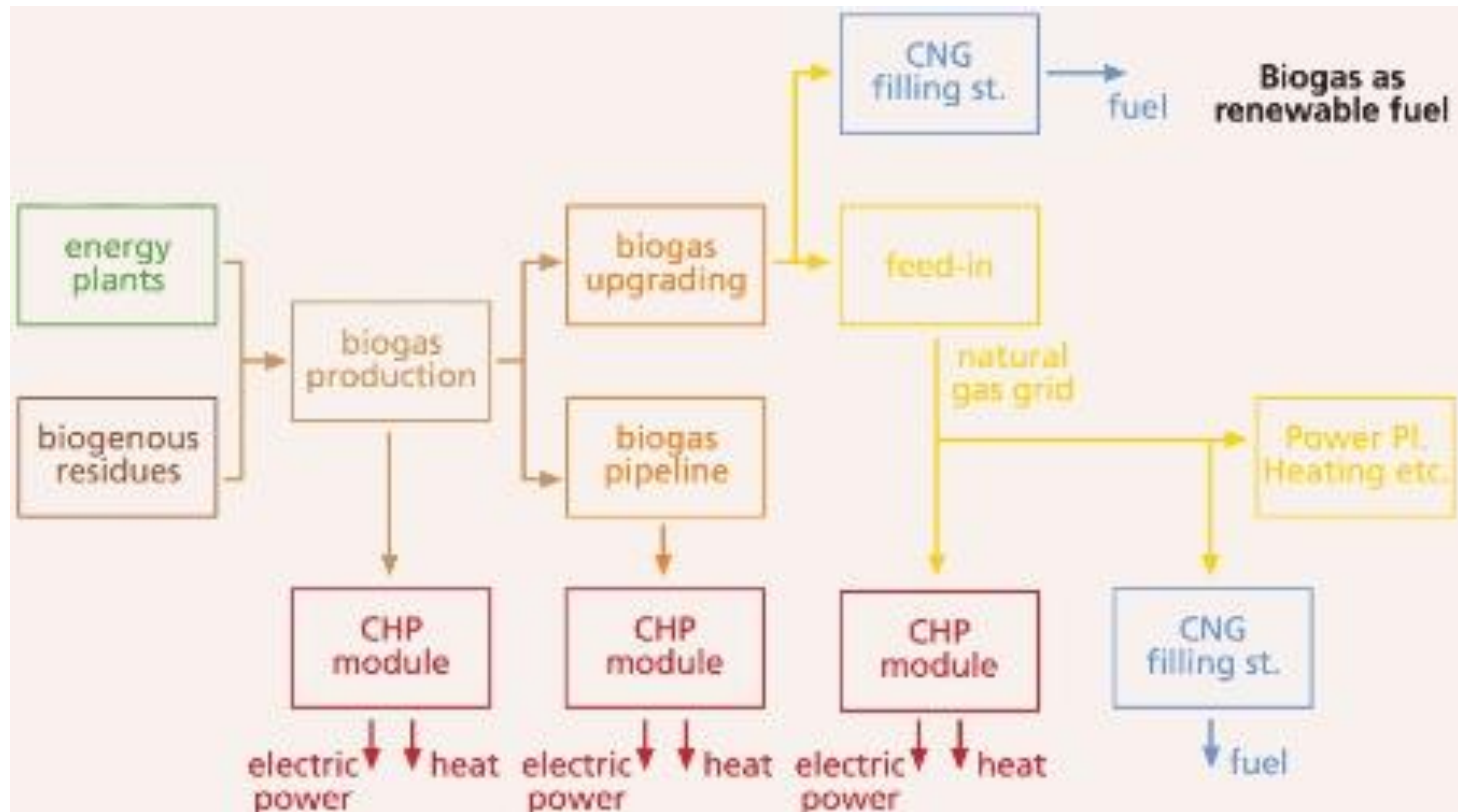 CNG
filling st.
fuel
Biogas as
renewable fuel
energy
plants
biogas
upgrading
feed-in
biogas
production
natural
gas grid
biogenous
residues
biogas
pipeline
Power Pl.
Heating etc.
CHP
module
CHP
module
CHP
module
CNG
filling st.
electric
power
heat
electric
power
heat
electric
power
heat
fuel